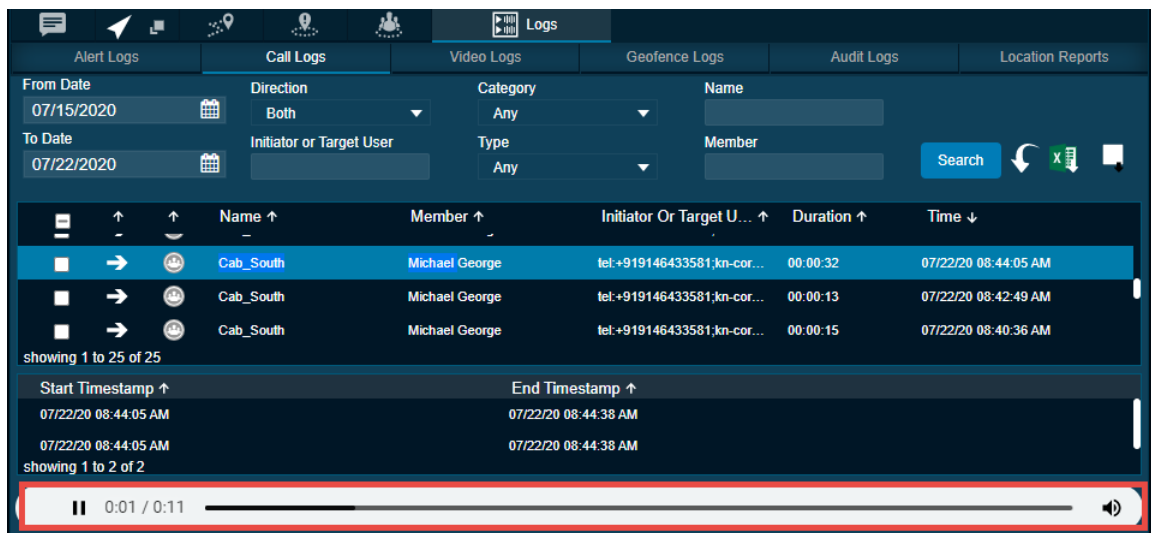 Logs
Alert Logs Call Logs Video Logs Geofence Logs Audit Logs Location Reports
From Date Direction Category Name
07/15/2020 Both Any
To Date Initiator or Target User Type Member
07/22/2020 Any Search
Name ↑ Member ↑ Initiator Or Target U... ↑ Duration ↑ Time ↓
Cab_South Michael George tel:+919146433581;kn-cor... 00:00:32 07/22/20 08:44:05 AM
Cab_South Michael George tel:+919146433581;kn-cor... 00:00:13 07/22/20 08:42:49 AM
Cab_South Michael George tel:+919146433581;kn-cor... 00:00:15 07/22/20 08:40:36 AM
showing 1 to 25 of 25
Start Timestamp ↑ End Timestamp ↑
07/22/20 08:44:05 AM 07/22/20 08:44:38 AM
07/22/20 08:44:05 AM 07/22/20 08:44:38 AM
showing 1 to 2 of 2
0:01 / 0:11